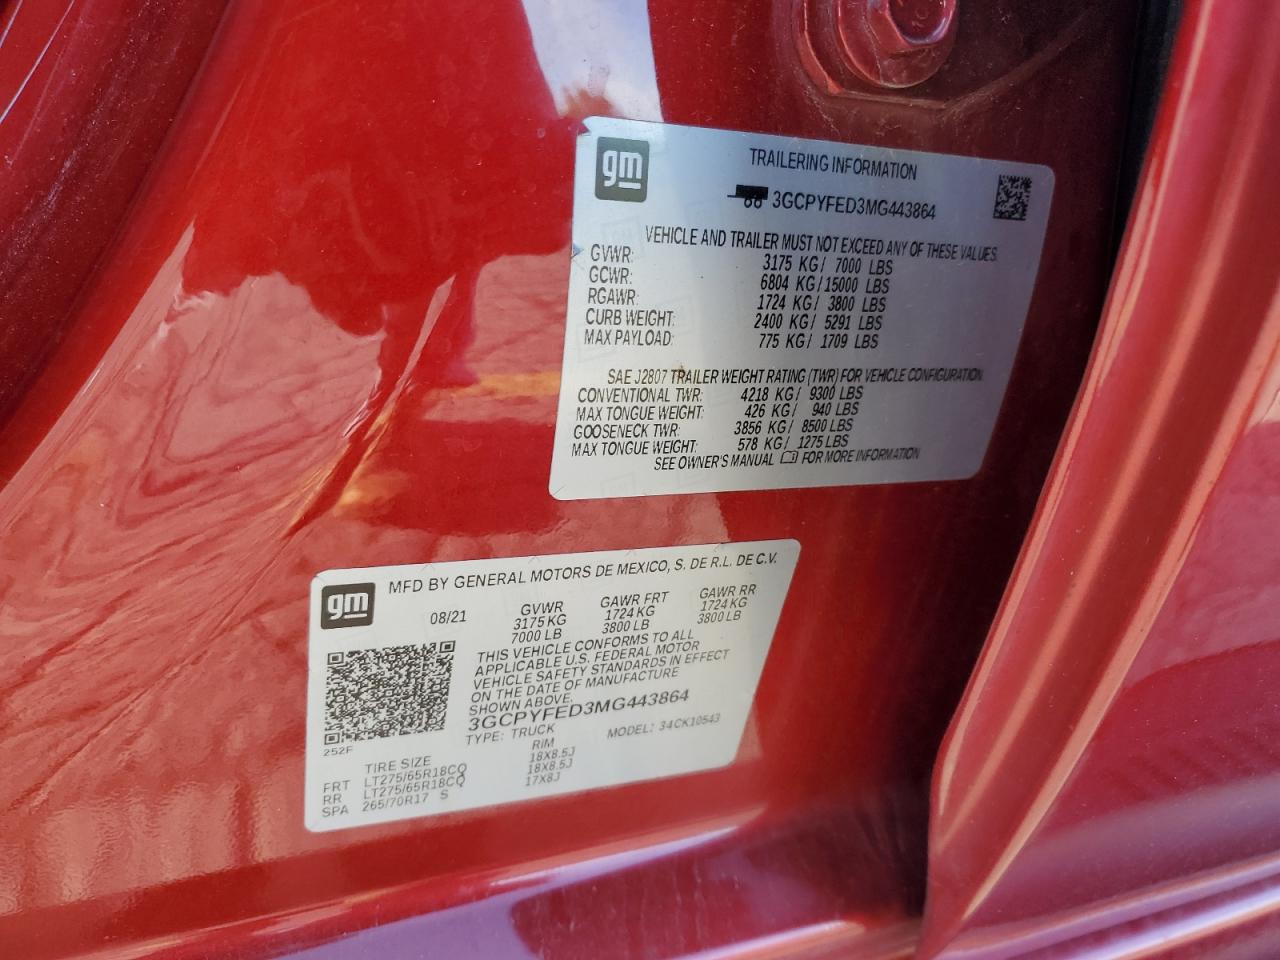 gm
TRAILERING INFORMATION
3GCPYFED3MG443864
VEHICLE AND TRAILER MUST NOT EXCEED ANY OF THESE VALUES.
GVWR: 3175 KG/ 7000 LBS
GCWR: 6804 KG/15000 LBS
RGAWR: 1724 KG/ 3800 LBS
CURB WEIGHT: 2400 KG/ 5291 LBS
MAX PAYLOAD: 775 KG/ 1709 LBS
SAE J2807 TRAILER WEIGHT RATING (TWR) FOR VEHICLE CONFIGURATION
CONVENTIONAL TWR: 4218 KG/ 9300 LBS
MAX TONGUE WEIGHT: 426 KG/ 940 LBS
GOOSENECK TWR: 3856 KG/ 8500 LBS
MAX TONGUE WEIGHT: 578 KG/ 1275 LBS
SEE OWNER'S MANUAL FOR MORE INFORMATION
gm
MFD BY GENERAL MOTORS DE MEXICO, S. DE R.L. DE C.V.
08/21 GVWR GAWR FRT GAWR RR
3175 KG 1724 KG 1724 KG
7000 LB 3800 LB 3800 LB
THIS VEHICLE CONFORMS TO ALL
APPLICABLE U.S. FEDERAL MOTOR
VEHICLE SAFETY STANDARDS IN EFFECT
ON THE DATE OF MANUFACTURE
SHOWN ABOVE.
3GCPYFED3MG443864
252F TYPE: TRUCK MODEL: 34CK10543
TIRE SIZE RIM
FRT LT275/65R18CQ 18X8.5J
RR LT275/65R18CQ 18X8.5J
SPA 265/70R17 S 17X8J